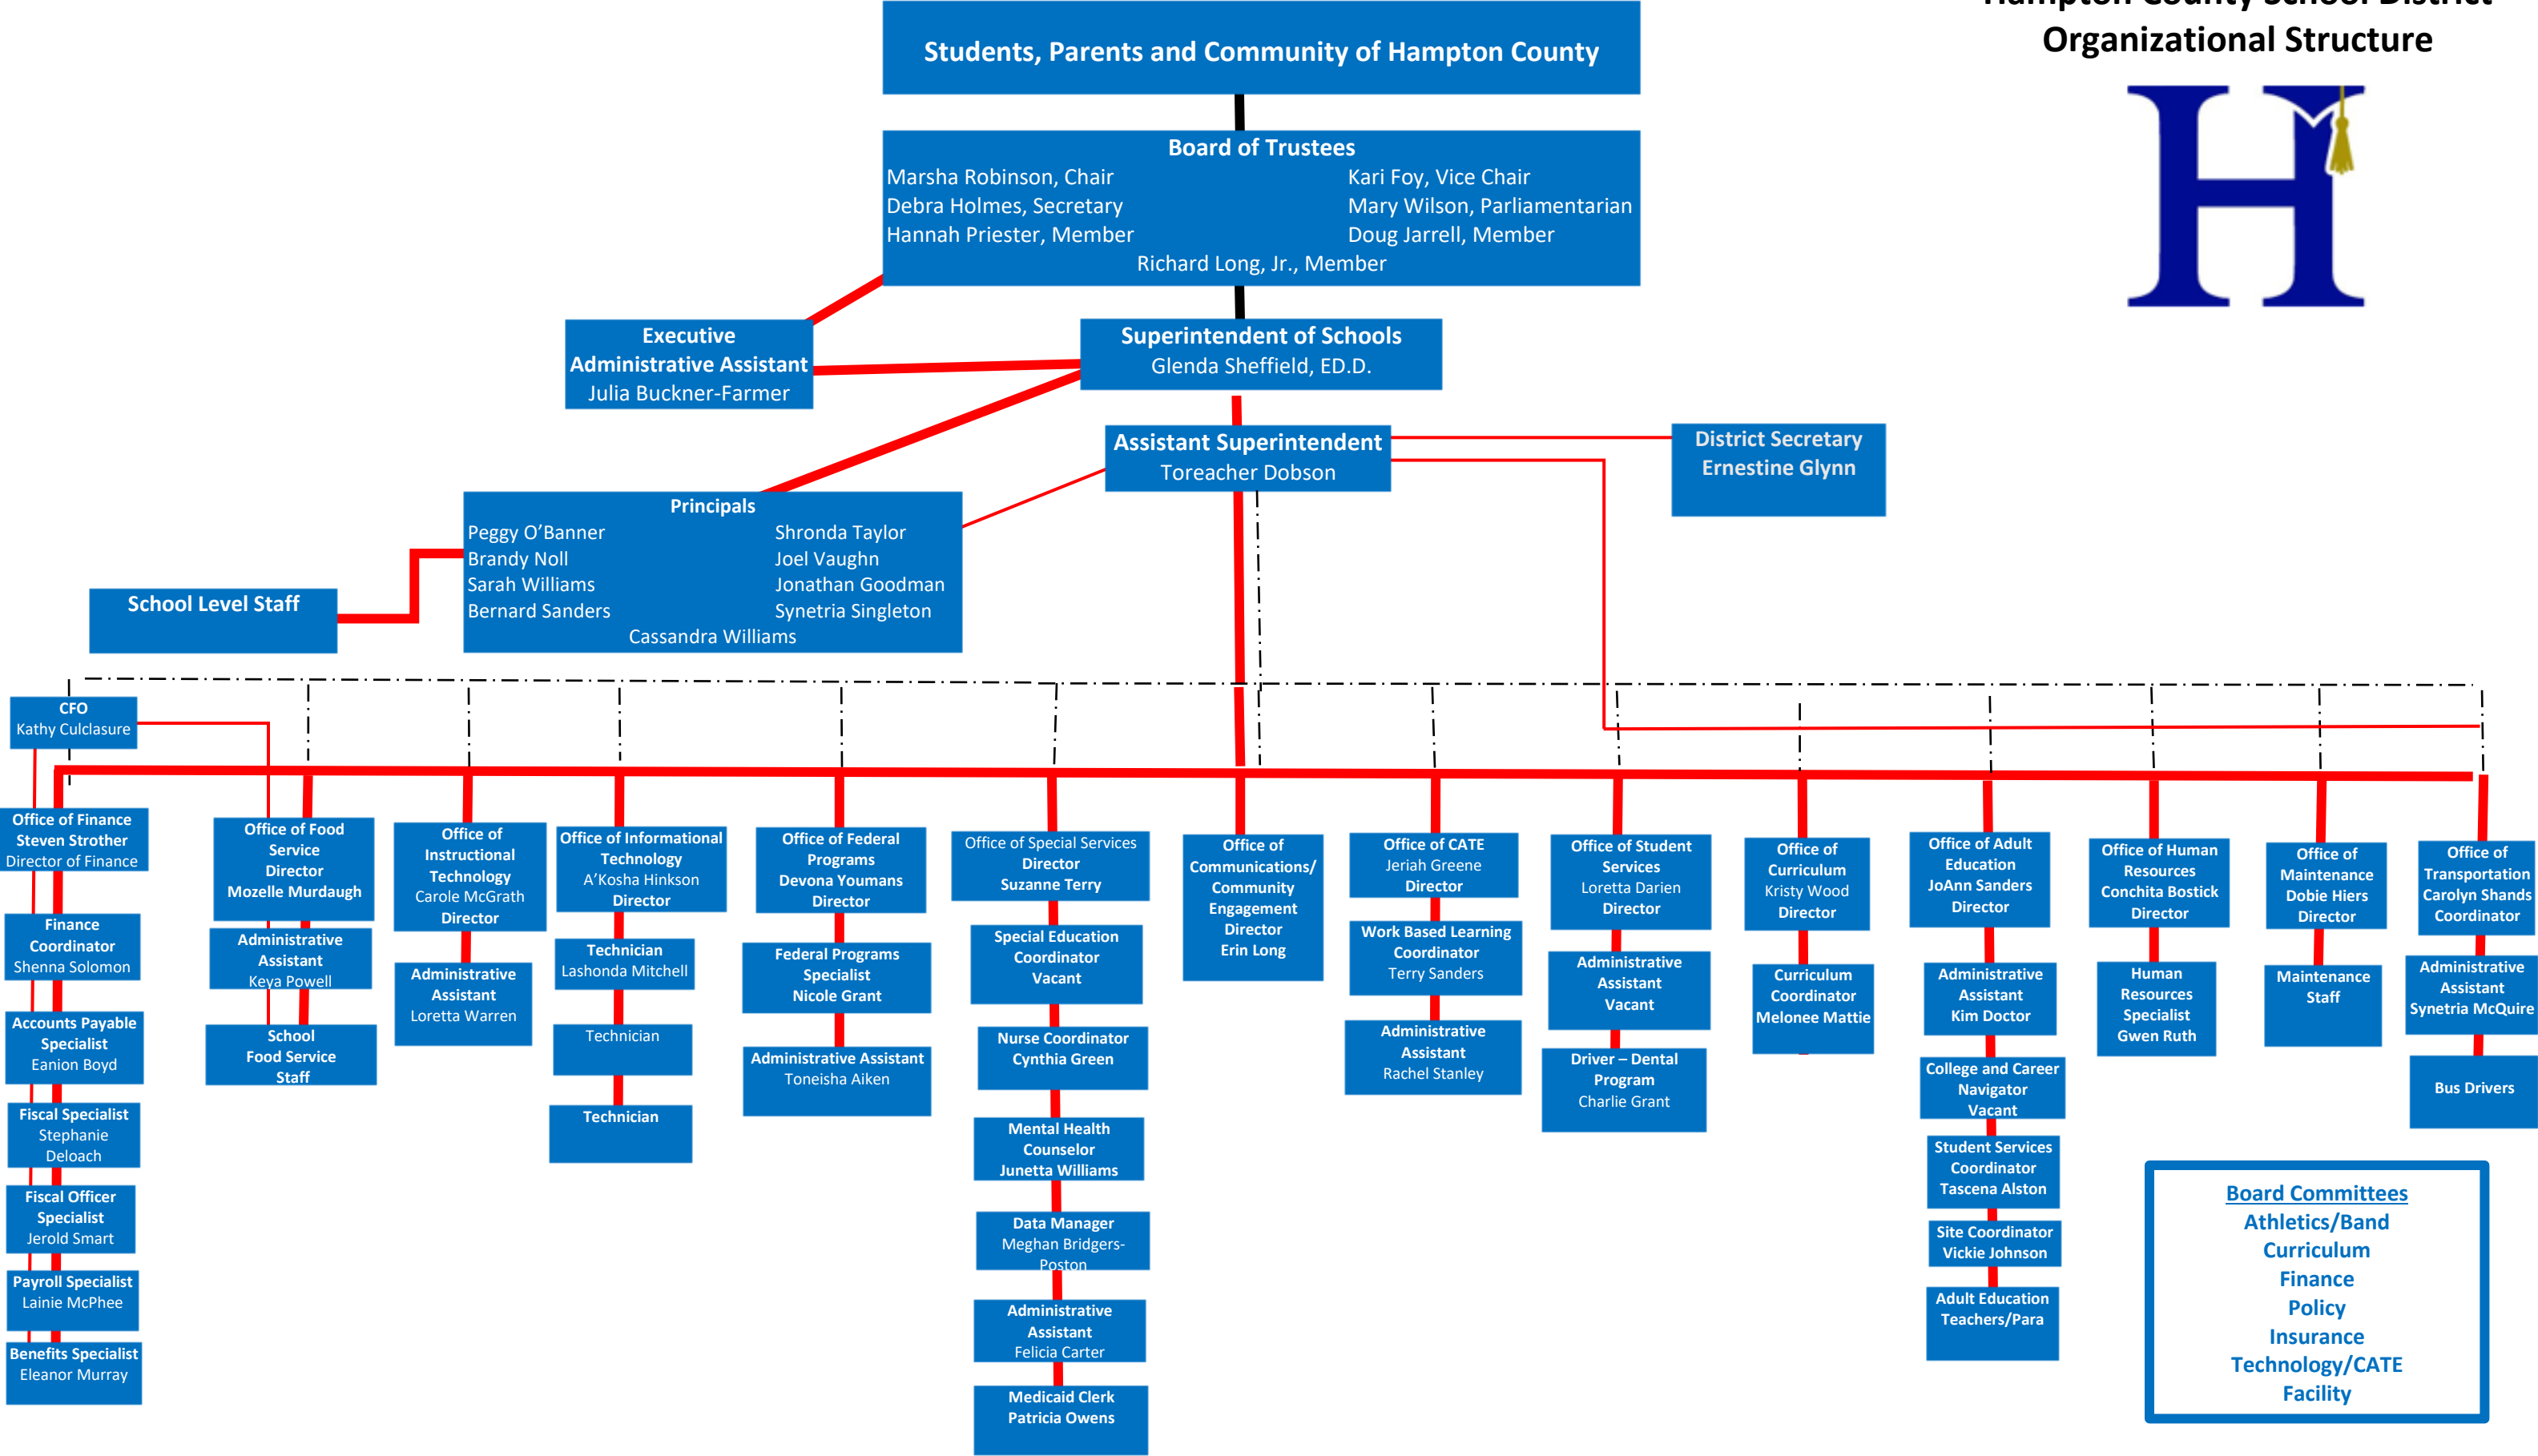 Hampton County School District
Organizational Structure
Students, Parents and Community of Hampton County
Board of Trustees
Marsha Robinson, Chair
Kari Foy, Vice Chair
Debra Holmes, Secretary
Mary Wilson, Parliamentarian
Hannah Priester, Member
Doug Jarrell, Member
Richard Long, Jr., Member
Executive
Administrative Assistant
Julia Buckner-Farmer
Superintendent of Schools
Glenda Sheffield, ED.D.
Assistant Superintendent
Toreacher Dobson
District Secretary
Ernestine Glynn
Principals
Peggy O’Banner
Shronda Taylor
Brandy Noll
Joel Vaughn
Sarah Williams
Jonathan Goodman
Bernard Sanders
Synetria Singleton
Cassandra Williams
School Level Staff
CFO
Kathy Culclasure
Office of Finance
Steven Strother
Director of Finance
Finance
Coordinator
Shenna Solomon
Accounts Payable
Specialist
Eanion Boyd
Fiscal Specialist
Stephanie
Deloach
Fiscal Officer
Specialist
Jerold Smart
Payroll Specialist
Lainie McPhee
Benefits Specialist
Eleanor Murray
Office of Food
Service
Director
Mozelle Murdaugh
Administrative
Assistant
Keya Powell
School
Food Service
Staff
Office of
Instructional
Technology
Carole McGrath
Director
Administrative
Assistant
Loretta Warren
Office of Informational
Technology
A’Kosha Hinkson
Director
Technician
Lashonda Mitchell
Technician
Technician
Office of Federal
Programs
Devona Youmans
Director
Federal Programs
Specialist
Nicole Grant
Administrative Assistant
Toneisha Aiken
Office of Special Services
Director
Suzanne Terry
Special Education
Coordinator
Vacant
Nurse Coordinator
Cynthia Green
Mental Health
Counselor
Junetta Williams
Data Manager
Meghan Bridgers-
Poston
Administrative
Assistant
Felicia Carter
Medicaid Clerk
Patricia Owens
Office of
Communications/
Community
Engagement
Director
Erin Long
Office of CATE
Jeriah Greene
Director
Work Based Learning
Coordinator
Terry Sanders
Administrative
Assistant
Rachel Stanley
Office of Student
Services
Loretta Darien
Director
Administrative
Assistant
Vacant
Driver – Dental
Program
Charlie Grant
Office of
Curriculum
Kristy Wood
Director
Curriculum
Coordinator
Melonee Mattie
Office of Adult
Education
JoAnn Sanders
Director
Administrative
Assistant
Kim Doctor
College and Career
Navigator
Vacant
Student Services
Coordinator
Tascena Alston
Site Coordinator
Vickie Johnson
Adult Education
Teachers/Para
Office of Human
Resources
Conchita Bostick
Director
Human
Resources
Specialist
Gwen Ruth
Office of
Maintenance
Dobie Hiers
Director
Maintenance
Staff
Office of
Transportation
Carolyn Shands
Coordinator
Administrative
Assistant
Synetria McQuire
Bus Drivers
Board Committees
Athletics/Band
Curriculum
Finance
Policy
Insurance
Technology/CATE
Facility